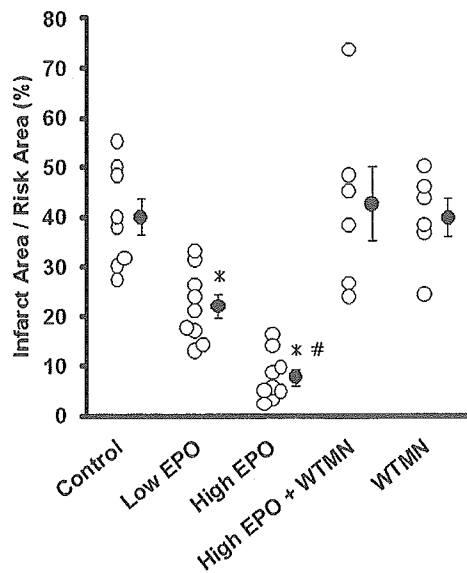 Infarct Area / Risk Area (%)
80
70
60
50
40
30
20
10
0
*
* #
Control
Low EPO
High EPO
High EPO + WTMN
WTMN